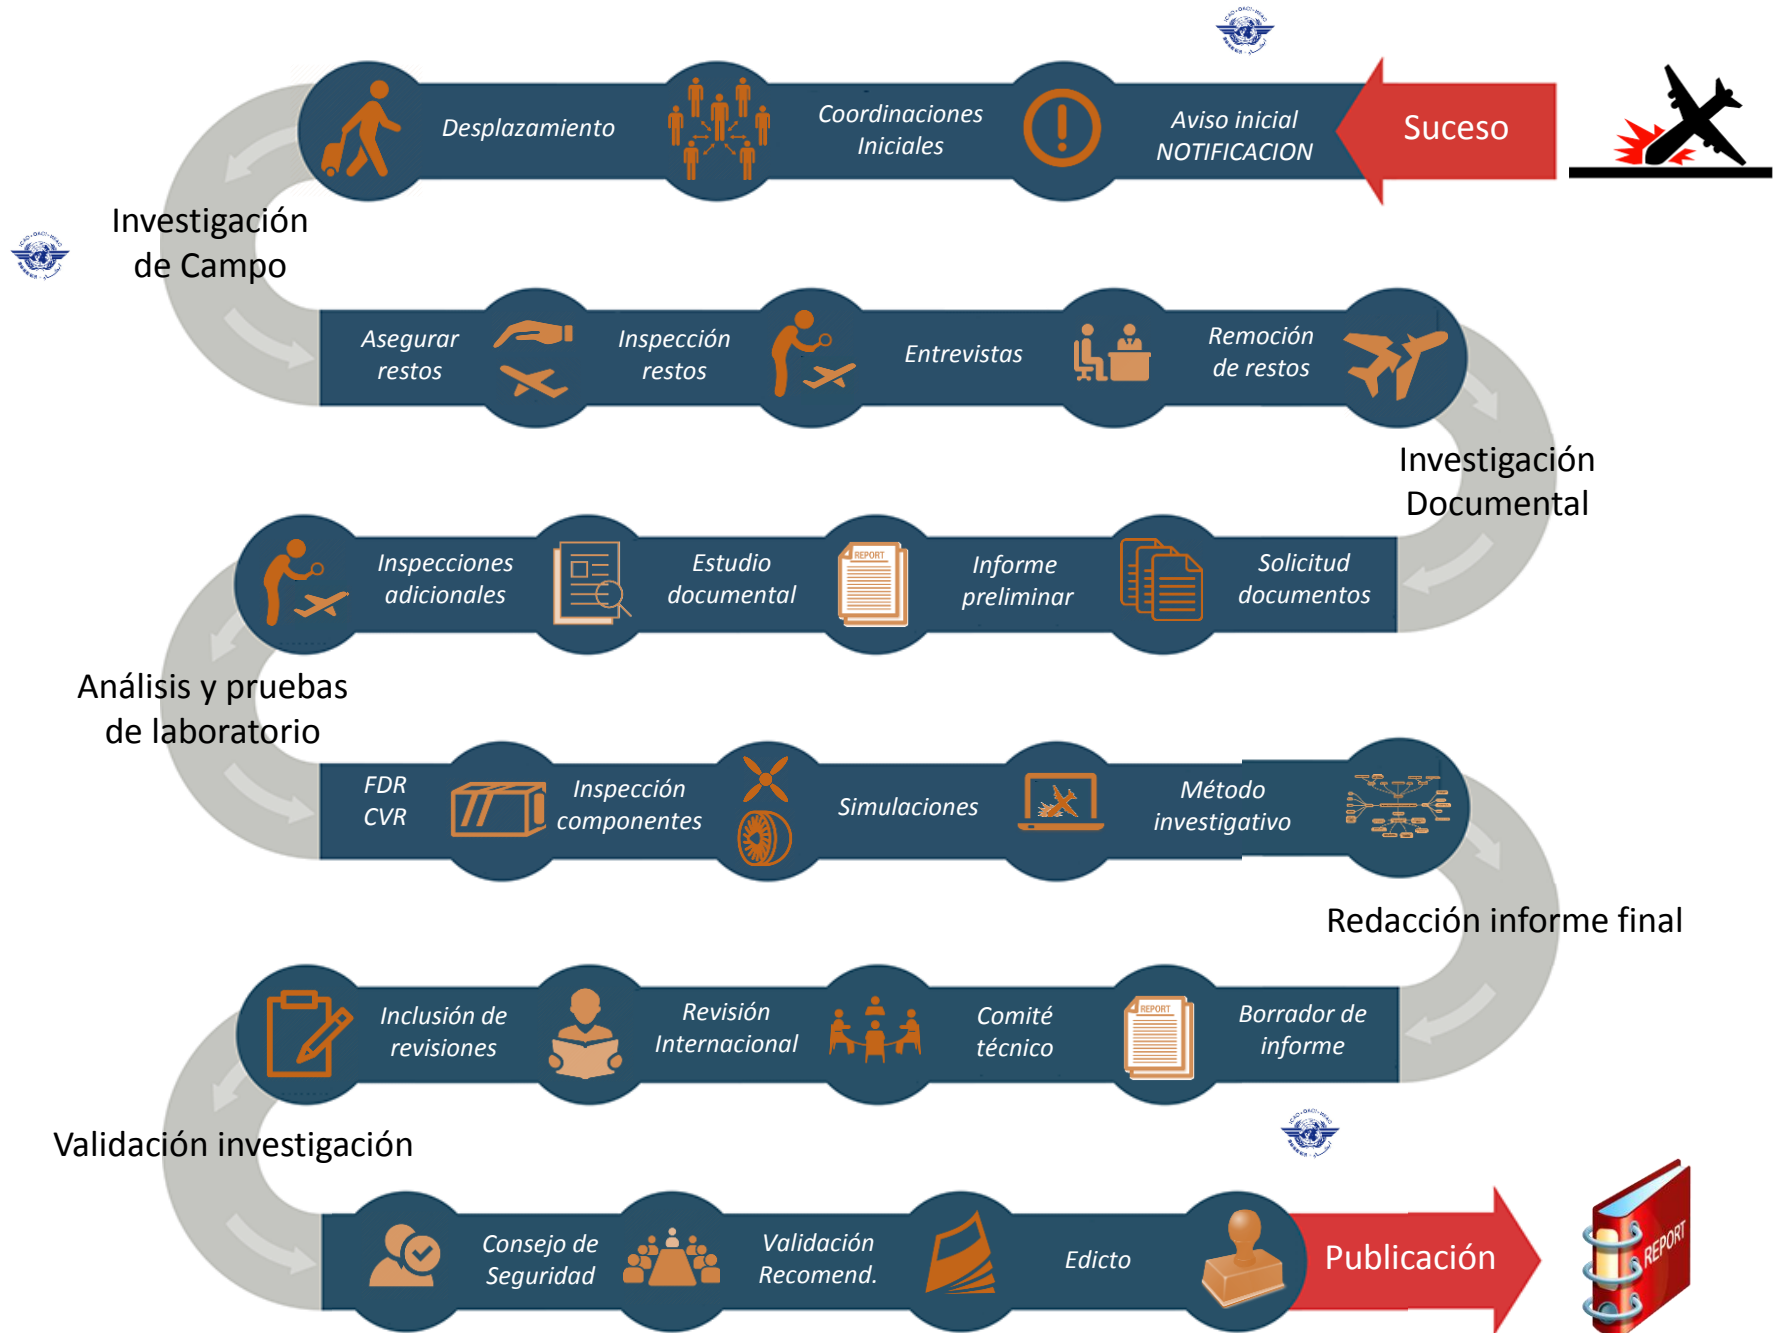 Suceso
Aviso inicial
NOTIFICACION
Coordinaciones
Iniciales
Desplazamiento
Investigación
de Campo
Asegurar
restos
Inspección
restos
Entrevistas
Remoción
de restos
Investigación
Documental
Solicitud
documentos
Informe
preliminar
REPORT
Estudio
documental
Inspecciones
adicionales
Análisis y pruebas
de laboratorio
FDR
CVR
Inspección
componentes
Simulaciones
Método
investigativo
Redacción informe final
Borrador de
informe
REPORT
Comité
técnico
Revisión
Internacional
Inclusión de
revisiones
Validación investigación
Consejo de
Seguridad
Validación
Recomend.
Edicto
Publicación
REPORT